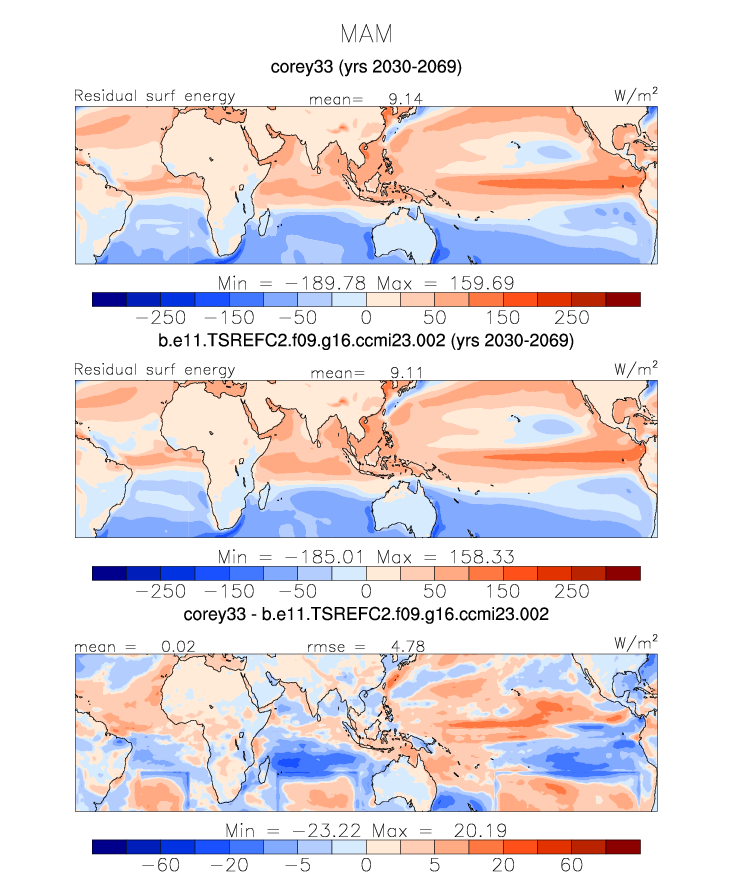 MAM
corey33 (yrs 2030-2069)
Residual surf energy mean= 9.14 W/m²
Min = −189.78 Max = 159.69
−250 −150 −50 0 50 150 250
b.e11.TSREFC2.f09.g16.ccmi23.002 (yrs 2030-2069)
Residual surf energy mean= 9.11 W/m²
Min = −185.01 Max = 158.33
−250 −150 −50 0 50 150 250
corey33 - b.e11.TSREFC2.f09.g16.ccmi23.002
mean = 0.02 rmse = 4.78 W/m²
Min = −23.22 Max = 20.19
−60 −20 −5 0 5 20 60